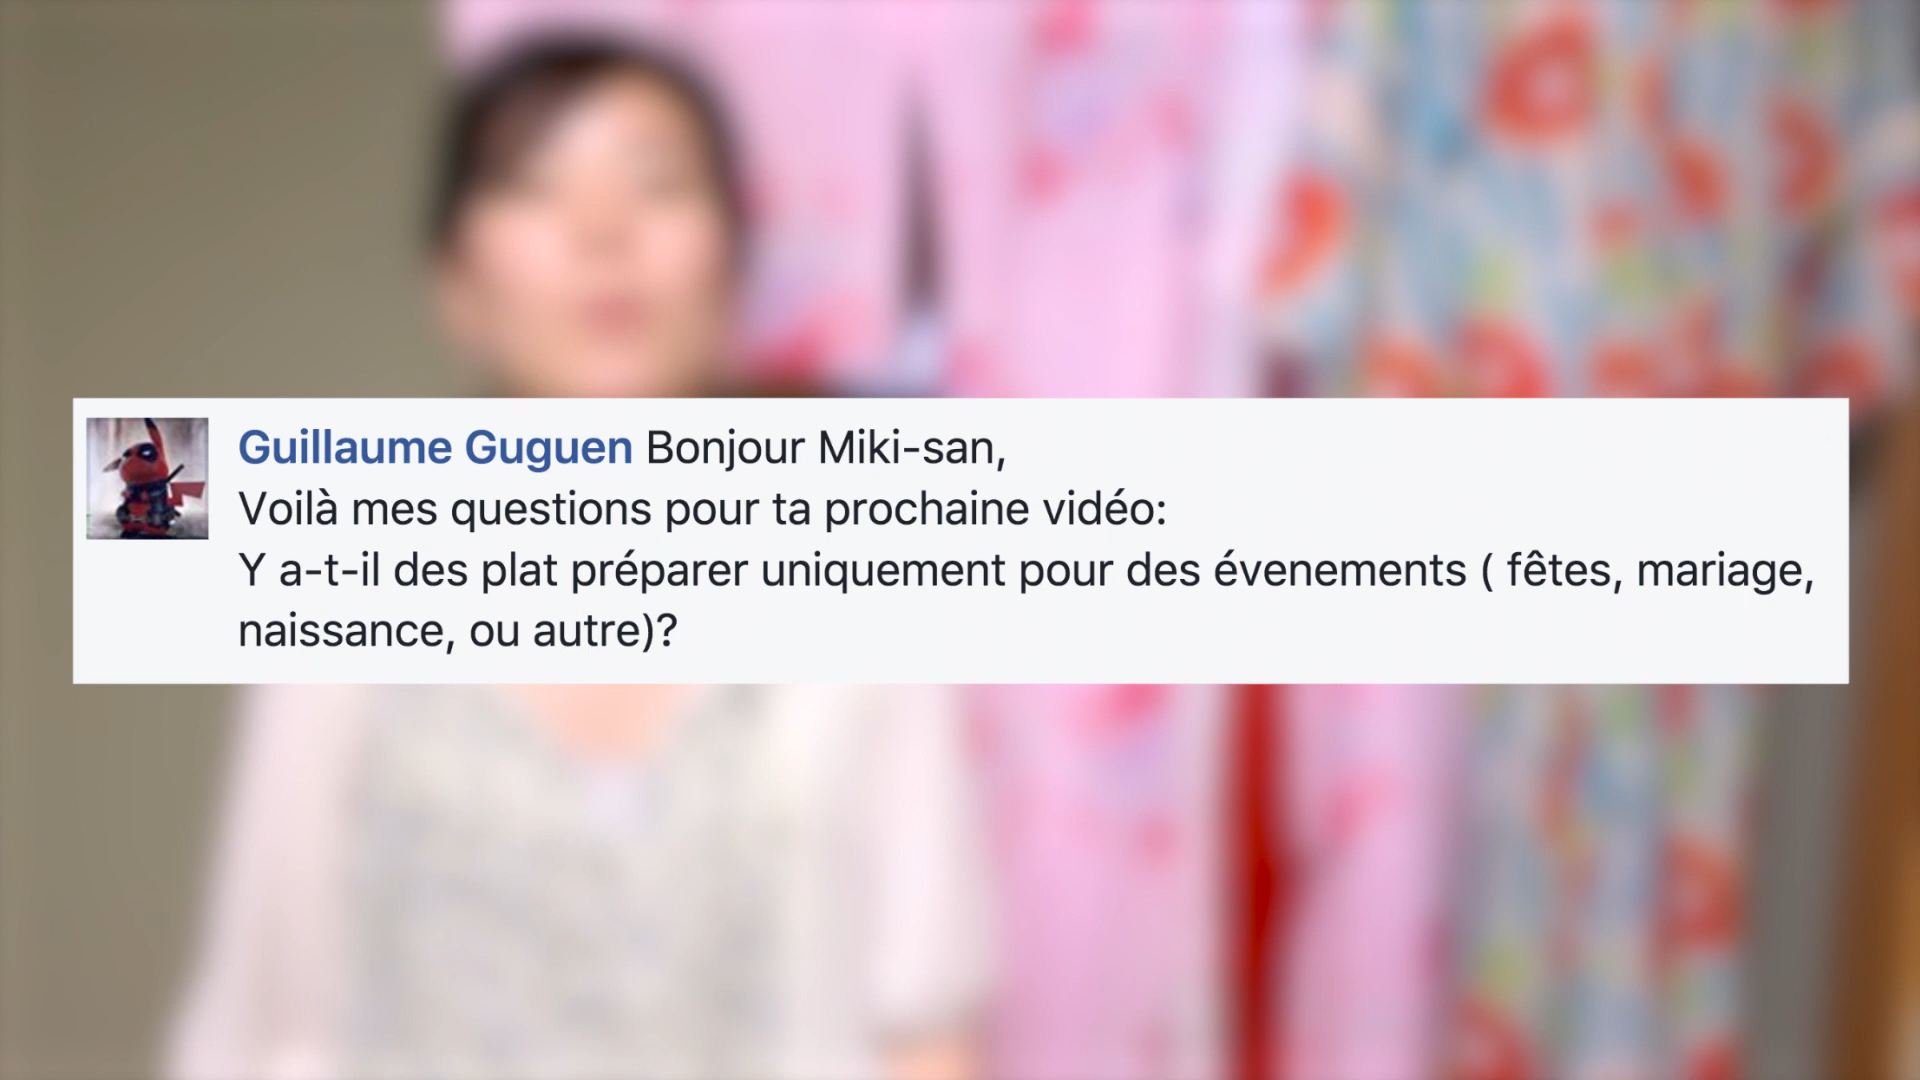 Guillaume Guguen Bonjour Miki-san,
Voilà mes questions pour ta prochaine vidéo:
Y a-t-il des plat préparer uniquement pour des évenements ( fêtes, mariage,
naissance, ou autre)?